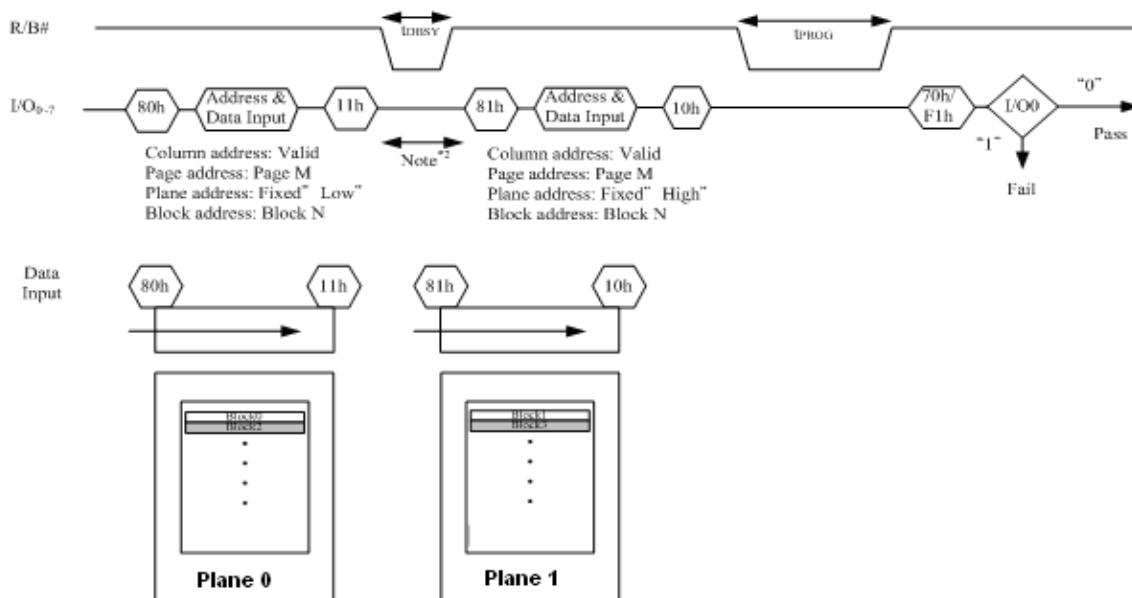 R/B#
tDBSY
tPROG
I/O0~7
80h
Address &
Data Input
11h
81h
Address &
Data Input
10h
70h/
F1h
I/O0
"0"
Pass
"1"
Fail
Note*2
Column address: Valid
Page address: Page M
Plane address: Fixed" Low"
Block address: Block N
Column address: Valid
Page address: Page M
Plane address: Fixed" High"
Block address: Block N
Data
Input
80h
11h
81h
10h
Block0
Block2
Block1
Block3
Plane 0
Plane 1